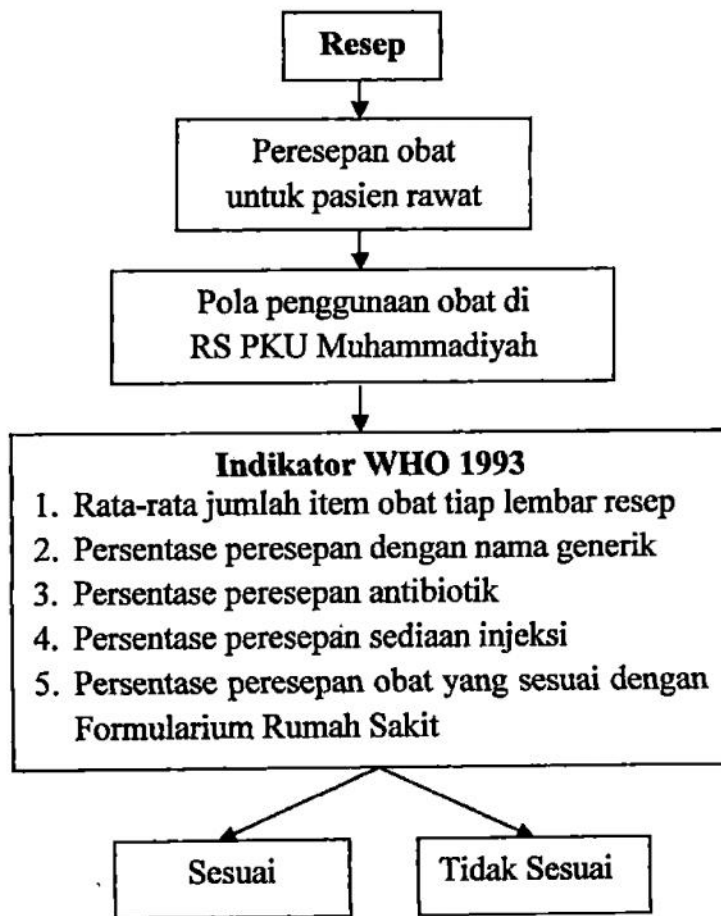 Resep
Peresepan obat
untuk pasien rawat
Pola penggunaan obat di
RS PKU Muhammadiyah
Indikator WHO 1993
1. Rata-rata jumlah item obat tiap lembar resep
2. Persentase peresepan dengan nama generik
3. Persentase peresepan antibiotik
4. Persentase peresepan sediaan injeksi
5. Persentase peresepan obat yang sesuai dengan
Formularium Rumah Sakit
Sesuai
Tidak Sesuai